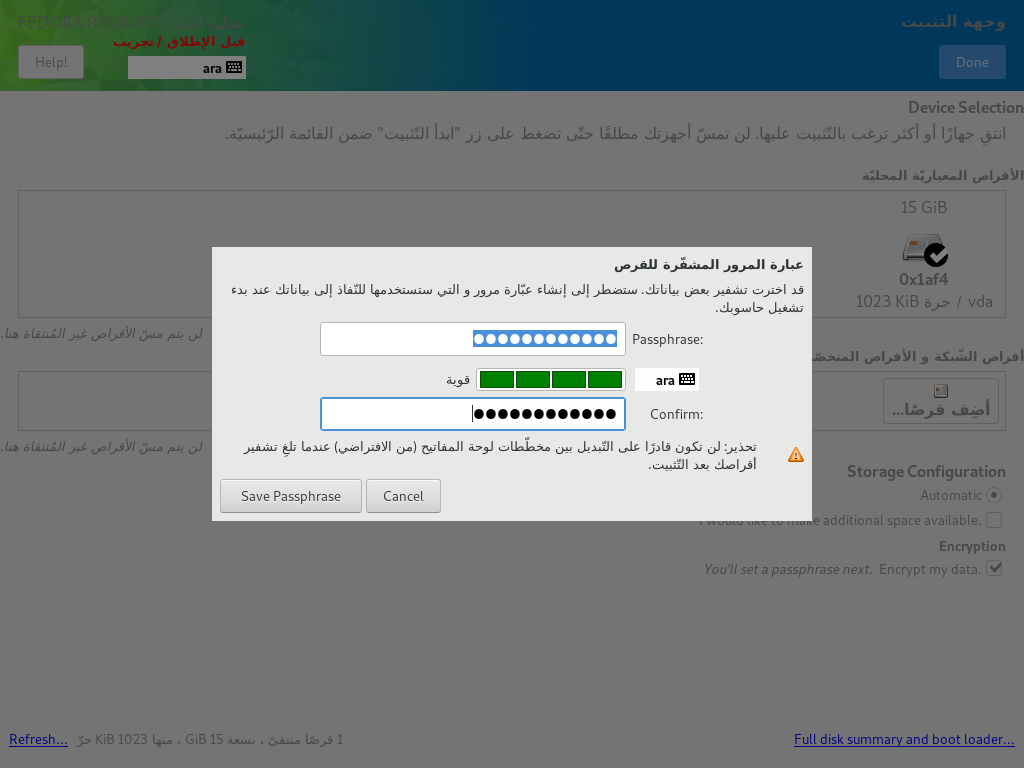 وجهة التثبيت
Done
FEDORA RAWHIDE
قبل الإطلاق / تجريب
ara
Help!
Device Selection
انتقِ جهازًا أو أكثر ترغب بالتّثبيت عليها. لن تمسّ أجهزتك مطلقًا حتّى تضغط على زر "ابدأ التّثبيت" ضمن القائمة الرّئيسيّة.
الأقراص المعياريّة المحليّة
15 GiB
0x1af4
vda / 1023 KiB حرة
لن يتم مسّ الأقراص غير المُنتقاة هنا.
عبارة المرور المشفّرة للقرص
قد اخترت تشفير بعض بياناتك. ستضطر إلى إنشاء عبّارة مرور و التي ستستخدمها للنّفاذ إلى بياناتك عند بدء
تشغيل حاسوبك.
Passphrase:
ara
قوية
Confirm:
تحذير: لن تكون قادرًا على التّبديل بين مخطّطات لوحة المفاتيح (من الافتراضي) عندما تلغِ تشفير
أقراصك بعد التّثبيت.
Save Passphrase
Cancel
أقراص الشّبكة و الأقراص
أضِف قرصًا...
لن يتم مسّ الأقراص غير المُنتقاة هنا.
Storage Configuration
Automatic
I would like to make additional space available.
Encryption
Encrypt my data. You'll set a passphrase next.
Full disk summary and boot loader...
1 قرصًا منتقىً ، بسعة 15 GiB ، منها 1023 KiB حرّ
Refresh...